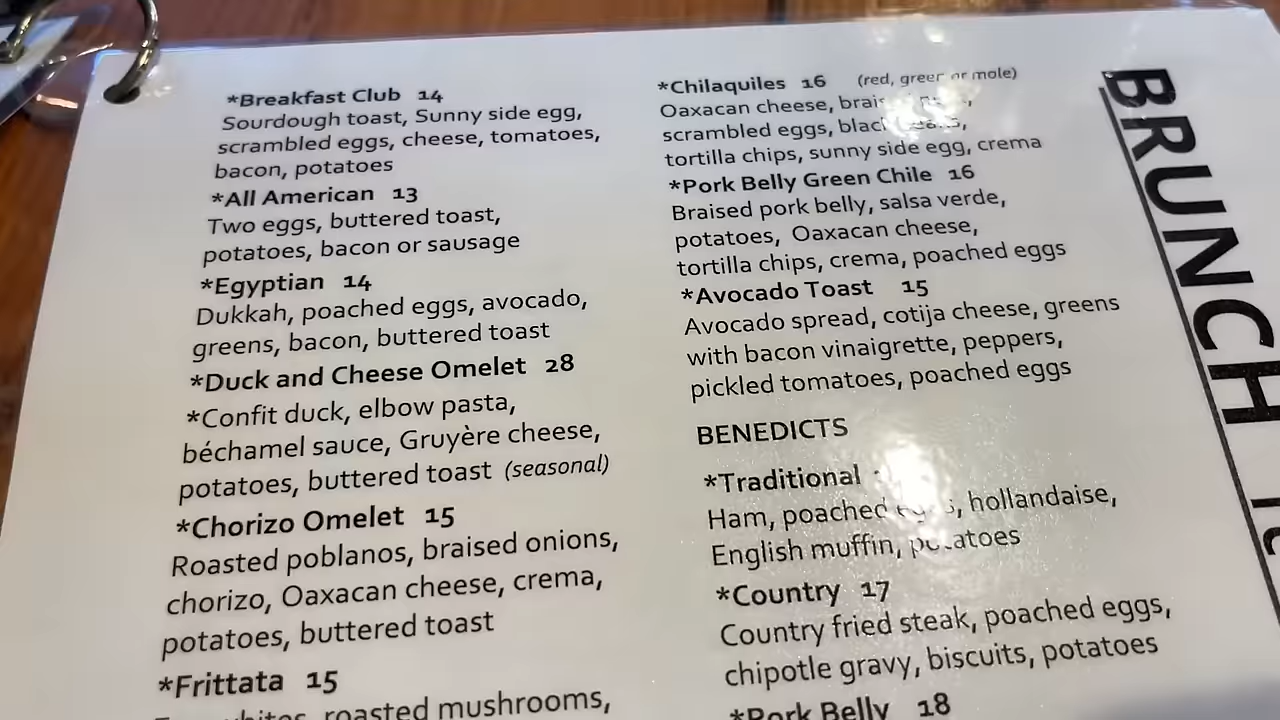 *Breakfast Club 14
Sourdough toast, Sunny side egg,
scrambled eggs, cheese, tomatoes,
bacon, potatoes
*All American 13
Two eggs, buttered toast,
potatoes, bacon or sausage
*Egyptian 14
Dukkah, poached eggs, avocado,
greens, bacon, buttered toast
*Duck and Cheese Omelet 28
*Confit duck, elbow pasta,
béchamel sauce, Gruyère cheese,
potatoes, buttered toast (seasonal)
*Chorizo Omelet 15
Roasted poblanos, braised onions,
chorizo, Oaxacan cheese, crema,
potatoes, buttered toast
*Frittata 15
roasted mushrooms,
*Chilaquiles 16 (red, green or mole)
Oaxacan cheese,
scrambled eggs, black
tortilla chips, sunny side egg, crema
*Pork Belly Green Chile 16
Braised pork belly, salsa verde,
potatoes, Oaxacan cheese,
tortilla chips, crema, poached eggs
*Avocado Toast 15
Avocado spread, cotija cheese, greens
with bacon vinaigrette, peppers,
pickled tomatoes, poached eggs
BENEDICTS
*Traditional
Ham, poached eggs, hollandaise,
English muffin, potatoes
*Country 17
Country fried steak, poached eggs,
chipotle gravy, biscuits, potatoes
*Pork Belly 18
BRUNCH